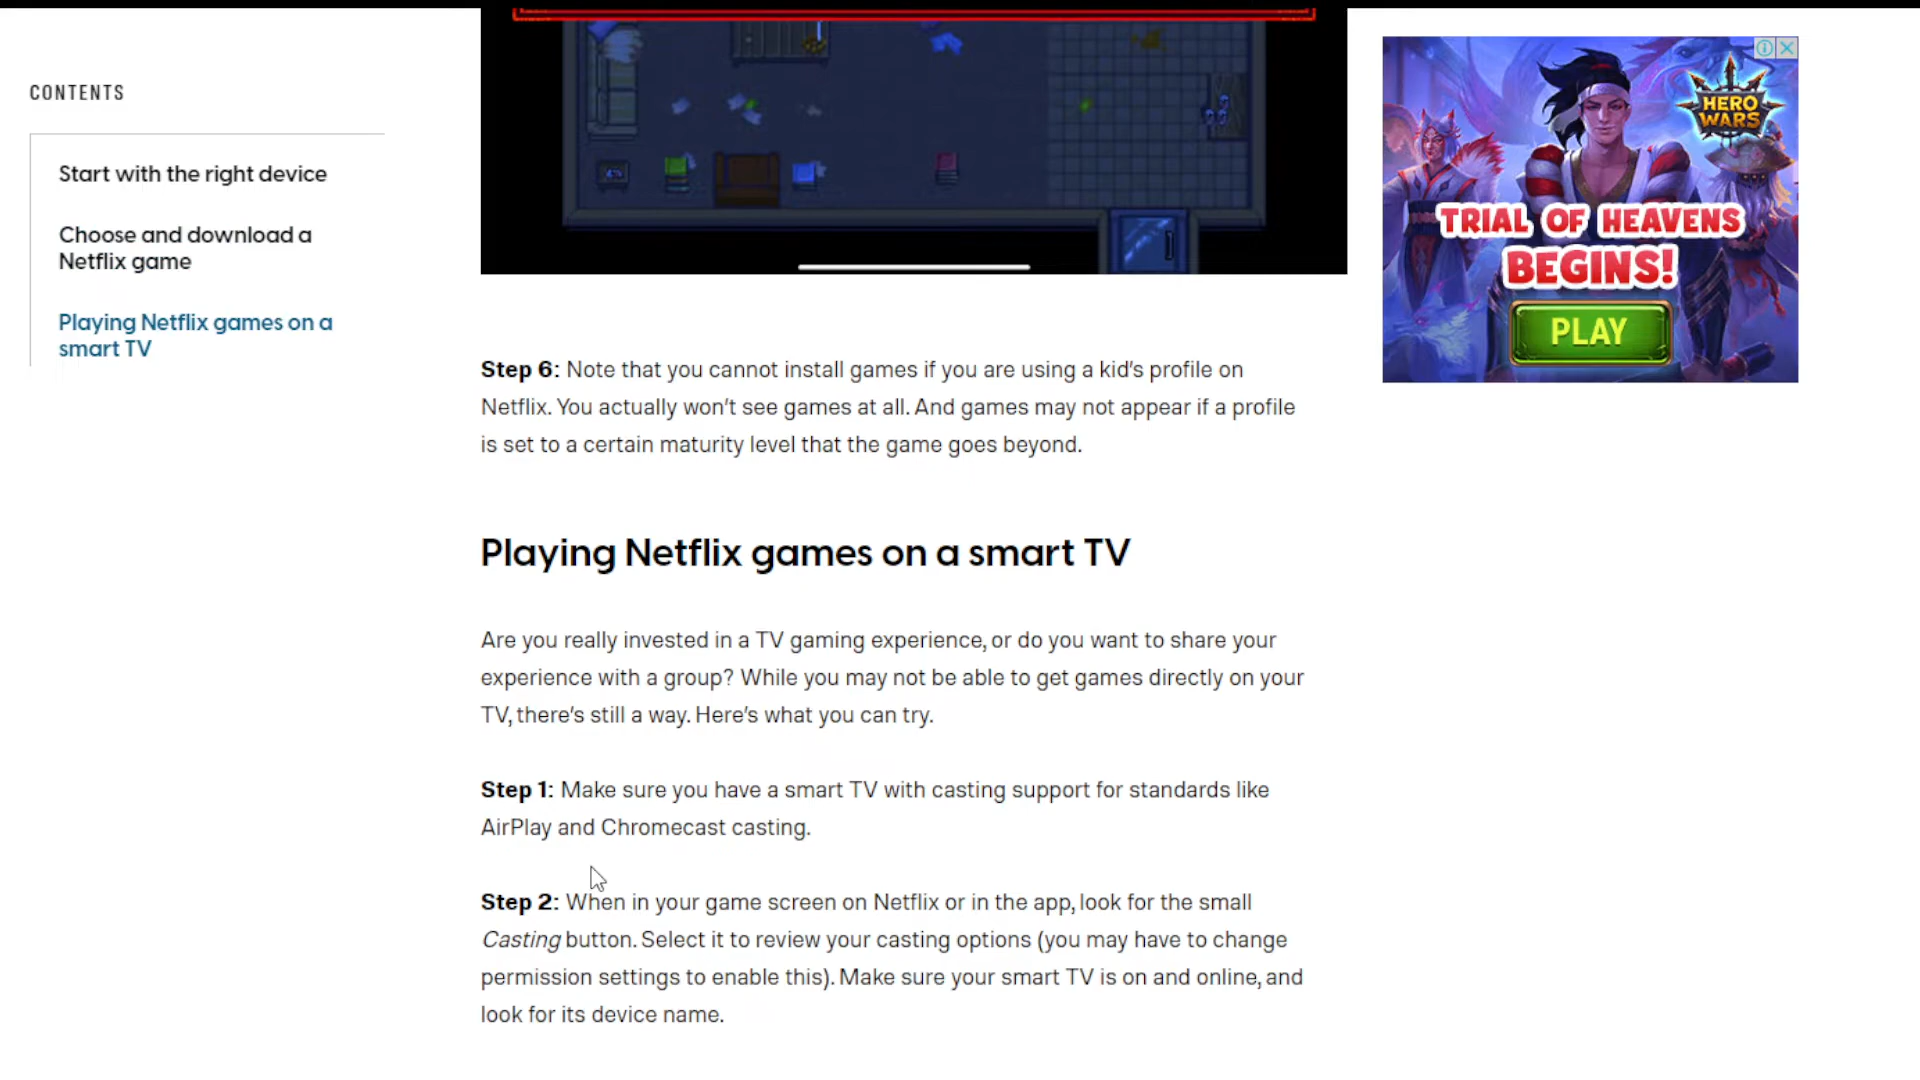 CONTENTS
Start with the right device
Choose and download a
Netflix game
Playing Netflix games on a
smart TV
Step 6: Note that you cannot install games if you are using a kid's profile on
Netflix. You actually won't see games at all. And games may not appear if a profile
is set to a certain maturity level that the game goes beyond.
Playing Netflix games on a smart TV
Are you really invested in a TV gaming experience, or do you want to share your
experience with a group? While you may not be able to get games directly on your
TV, there's still a way. Here's what you can try.
Step 1: Make sure you have a smart TV with casting support for standards like
AirPlay and Chromecast casting.
Step 2: When in your game screen on Netflix or in the app, look for the small
Casting button. Select it to review your casting options (you may have to change
permission settings to enable this). Make sure your smart TV is on and online, and
look for its device name.
HERO
WARS
TRIAL OF HEAVENS
BEGINS!
PLAY